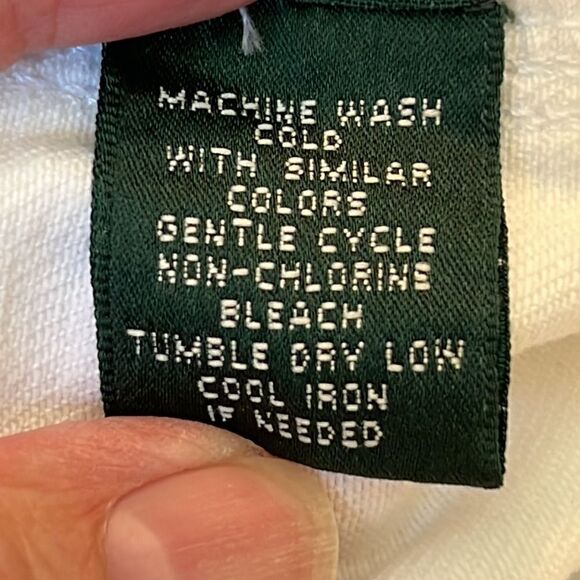 MACHINE WASH
COLD
WITH SIMILAR
COLORS
GENTLE CYCLE
NON-CHLORINE
BLEACH
TUMBLE DRY LOW
COOL IRON
IF NEEDED